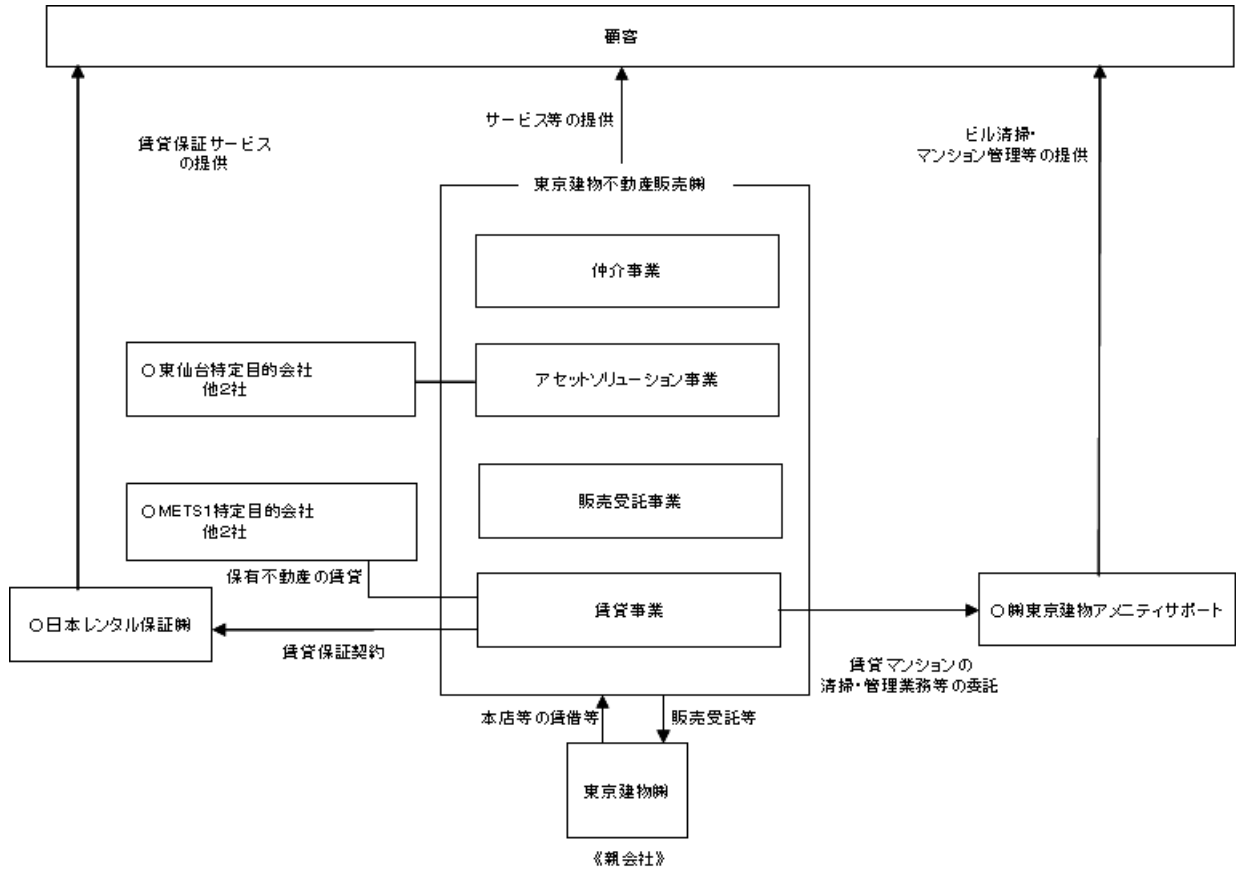 顧客
サービス等の提供
賃貸保証サービス
の提供
ビル清掃・
マンション管理等の提供
東京建物不動産販売㈱
仲介事業
○東仙台特定目的会社
他2社
アセットソリューション事業
○METS1特定目的会社
他2社
販売受託事業
保有不動産の賃貸
賃貸事業
○日本レンタル保証㈱
○㈱東京建物アメニティサポート
賃貸保証契約
賃貸マンションの
清掃・管理業務等の委託
本店等の賃借等
販売受託等
東京建物㈱
《親会社》